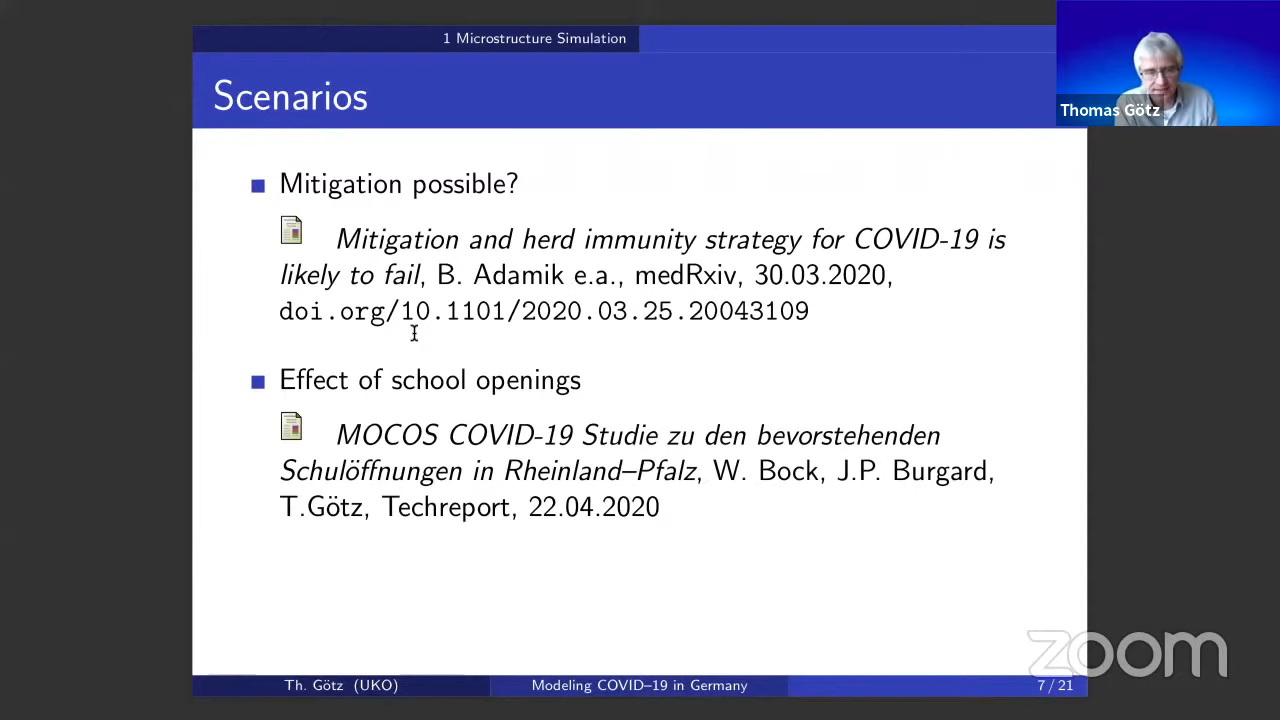 1 Microstructure Simulation
Scenarios
Thomas Götz
Mitigation possible?
Mitigation and herd immunity strategy for COVID-19 is
likely to fail, B. Adamik e.a., medRxiv, 30.03.2020,
doi.org/10.1101/2020.03.25.20043109
Effect of school openings
MOCOS COVID-19 Studie zu den bevorstehenden
Schulöffnungen in Rheinland–Pfalz, W. Bock, J.P. Burgard,
T.Götz, Techreport, 22.04.2020
zoom
Th. Götz (UKO) Modeling COVID–19 in Germany 7 / 21